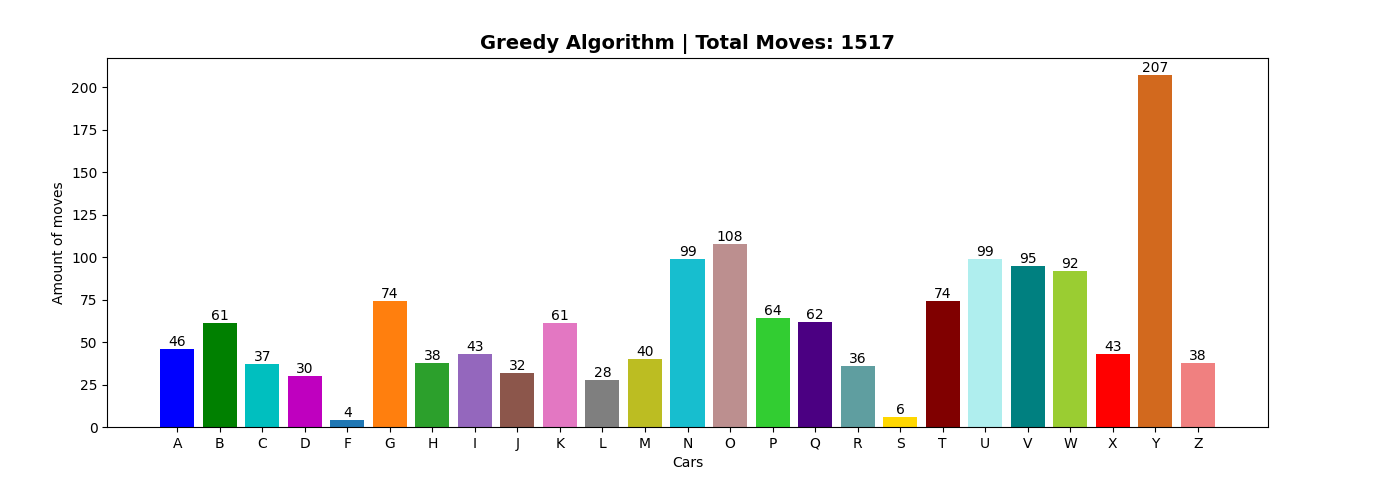 Greedy Algorithm | Total Moves: 1517
Amount of moves
200
175
150
125
100
75
50
25
0
46 61 37 30 4 74 38 43 32 61 28 40 99 108 64 62 36 6 74 99 95 92 43 207 38
A B C D F G H I J K L M N O P Q R S T U V W X Y Z
Cars